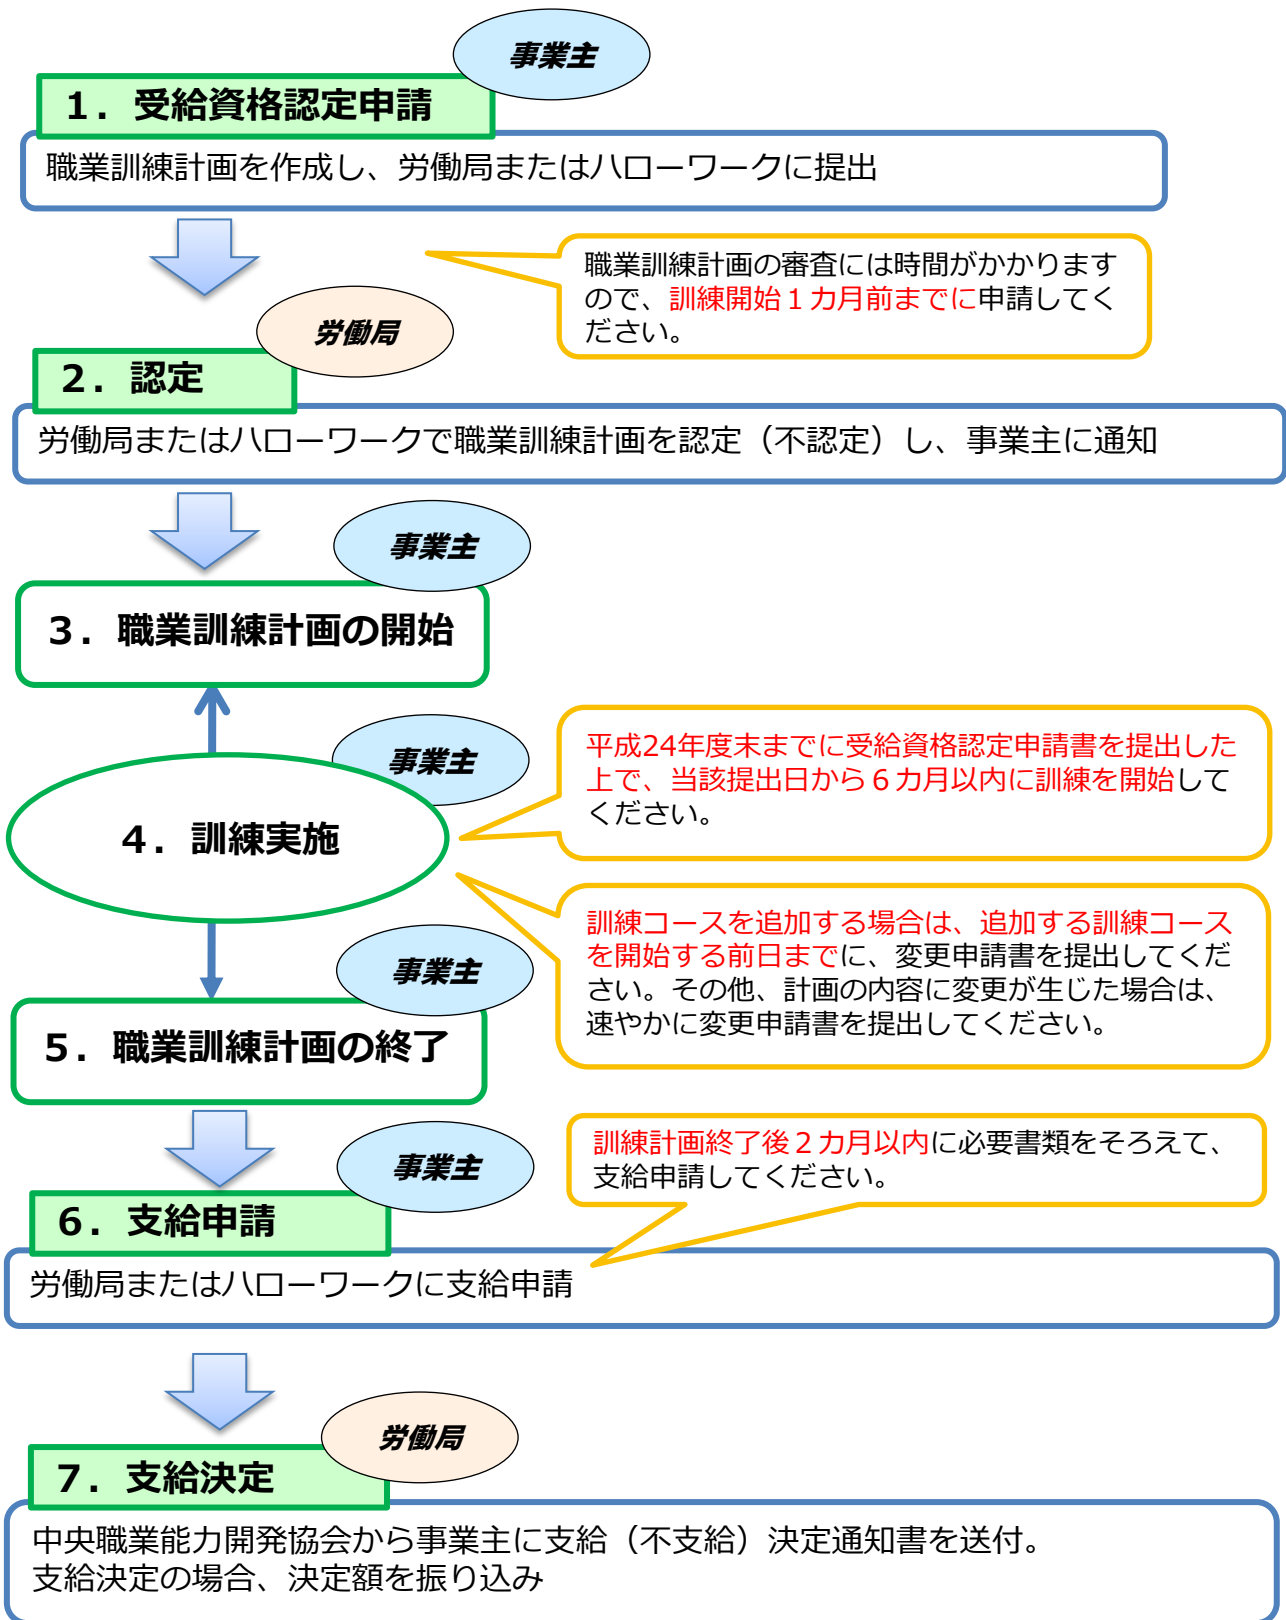 事業主
１．受給資格認定申請
職業訓練計画を作成し、労働局またはハローワークに提出
職業訓練計画の審査には時間がかかります
ので、訓練開始１カ月前までに申請してく
ださい。
労働局
２．認定
労働局またはハローワークで職業訓練計画を認定（不認定）し、事業主に通知
事業主
３．職業訓練計画の開始
事業主
４．訓練実施
平成24年度末までに受給資格認定申請書を提出した
上で、当該提出日から６カ月以内に訓練を開始して
ください。
訓練コースを追加する場合は、追加する訓練コース
を開始する前日までに、変更申請書を提出してくだ
さい。その他、計画の内容に変更が生じた場合は、
速やかに変更申請書を提出してください。
事業主
５．職業訓練計画の終了
事業主
訓練計画終了後２カ月以内に必要書類をそろえて、
支給申請してください。
６．支給申請
労働局またはハローワークに支給申請
労働局
７．支給決定
中央職業能力開発協会から事業主に支給（不支給）決定通知書を送付。
支給決定の場合、決定額を振り込み